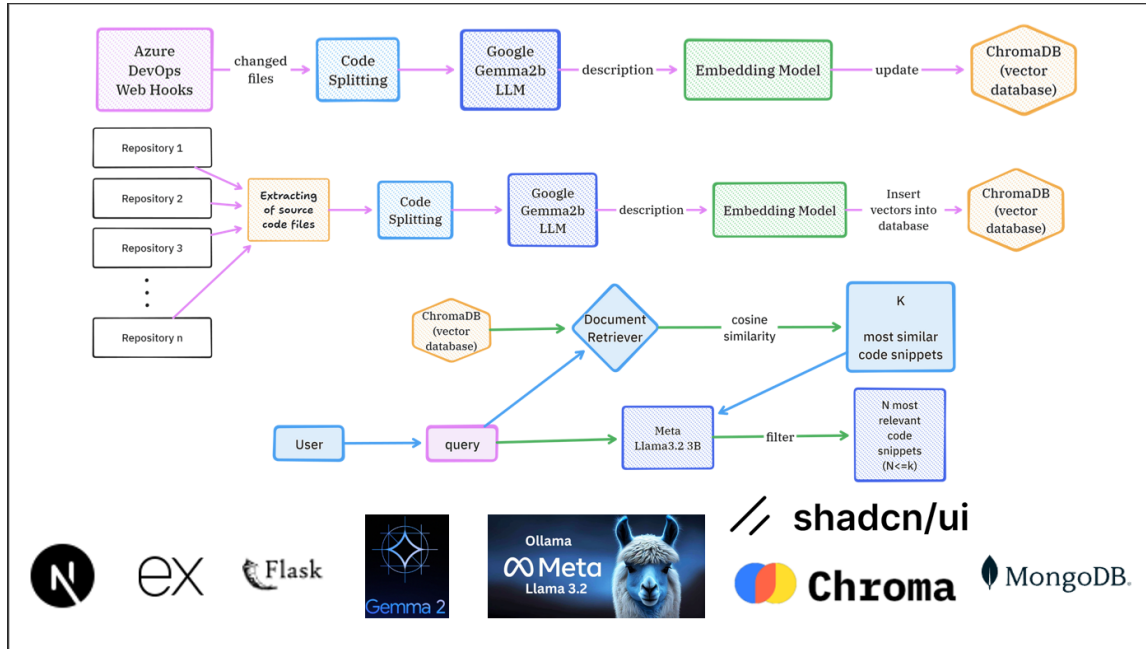 Azure
DevOps
Web Hooks
changed
files
Code
Splitting
Google
Gemma2b
LLM
description
Embedding Model
update
ChromaDB
(vector
database)
Repository 1
Repository 2
Repository 3
Repository n
Extracting
of source
code files
Code
Splitting
Google
Gemma2b
LLM
description
Embedding Model
Insert
vectors into
database
ChromaDB
(vector
database)
ChromaDB
(vector
database)
Document
Retriever
cosine
similarity
K
most similar
code snippets
User
query
Meta
Llama3.2 3B
filter
N most
relevant
code
snippets
(N<=k)
N
ex
Flask
Gemma 2
Ollama
Meta
Llama 3.2
shadcn/ui
Chroma
MongoDB.